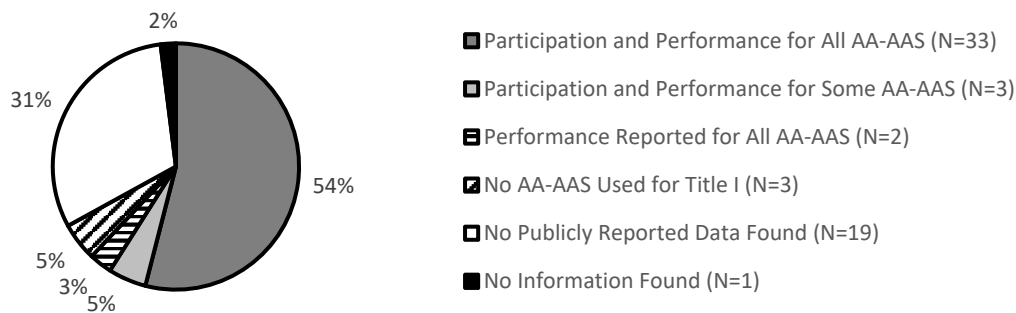 2%
31%
54%
5%
3%
5%
Participation and Performance for All AA-AAS (N=33)
Participation and Performance for Some AA-AAS (N=3)
Performance Reported for All AA-AAS (N=2)
No AA-AAS Used for Title I (N=3)
No Publicly Reported Data Found (N=19)
No Information Found (N=1)